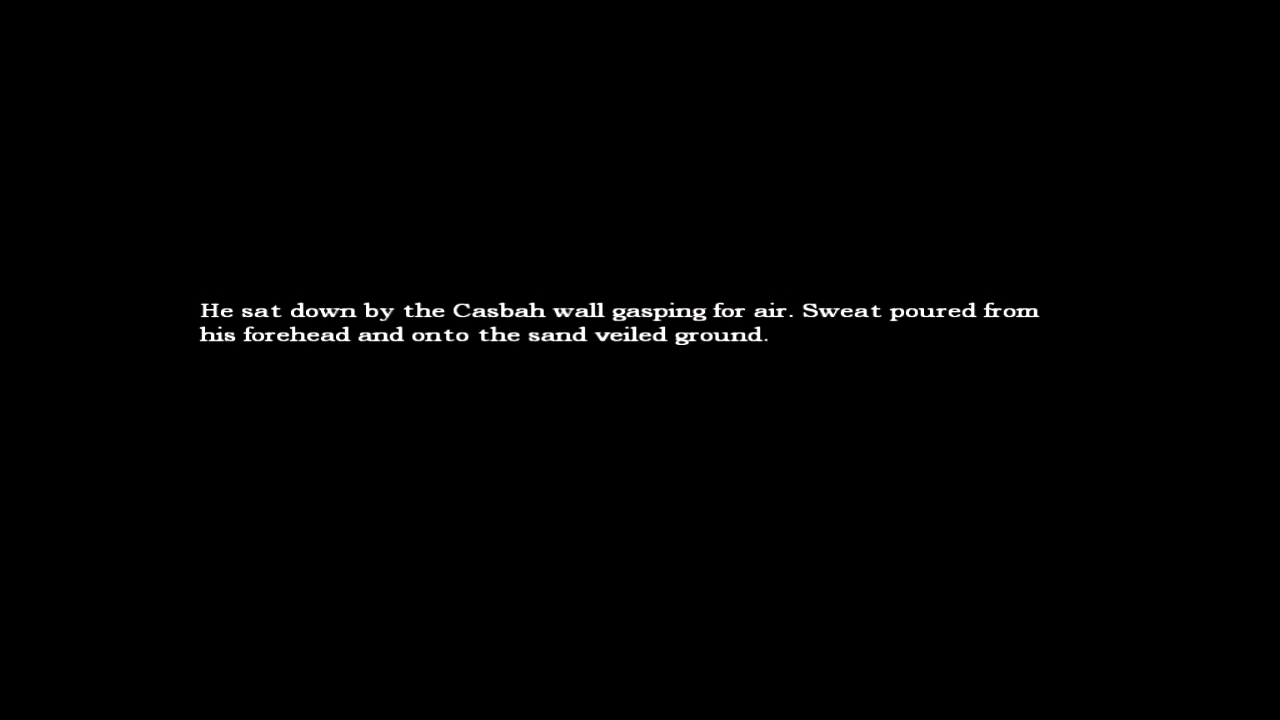 He sat down by the Casbah wall gasping for air. Sweat poured from
his forehead and onto the sand veiled ground.